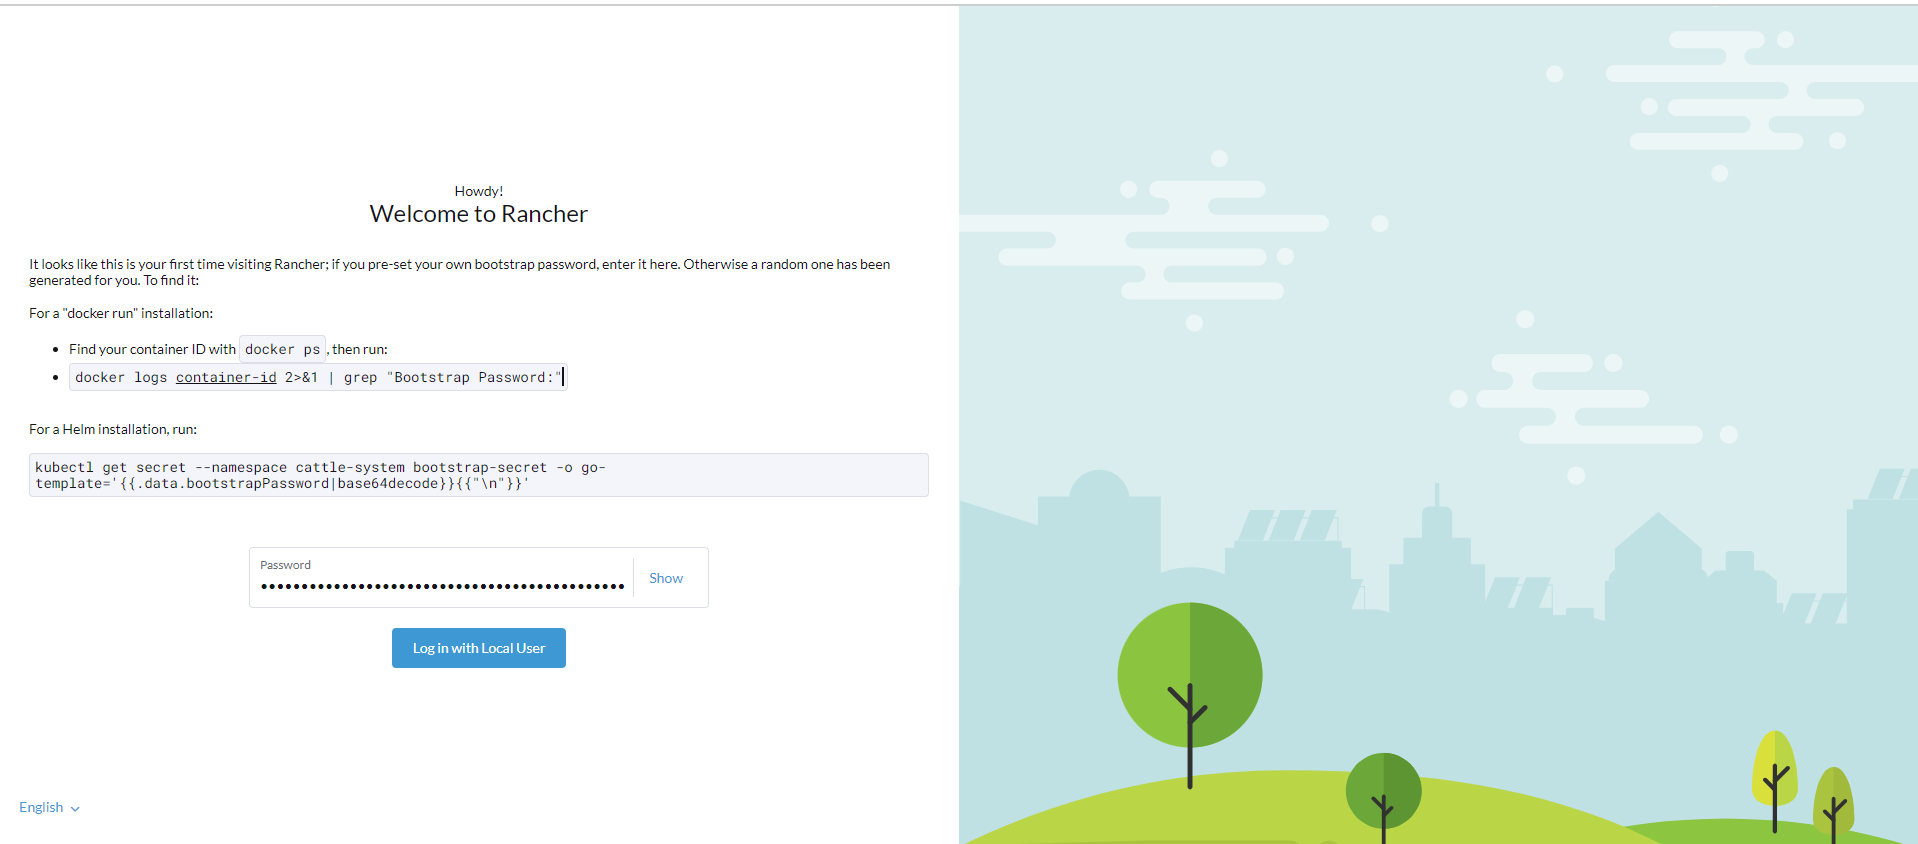 Howdy!
Welcome to Rancher
It looks like this is your first time visiting Rancher; if you pre-set your own bootstrap password, enter it here. Otherwise a random one has been
generated for you. To find it:
For a "docker run" installation:
Find your container ID with docker ps, then run:
docker logs container-id 2>&1 | grep "Bootstrap Password:"
For a Helm installation, run:
kubectl get secret --namespace cattle-system bootstrap-secret -o go-
template='{{.data.bootstrapPassword|base64decode}}{{"\n"}}'
Password
Show
Log in with Local User
English